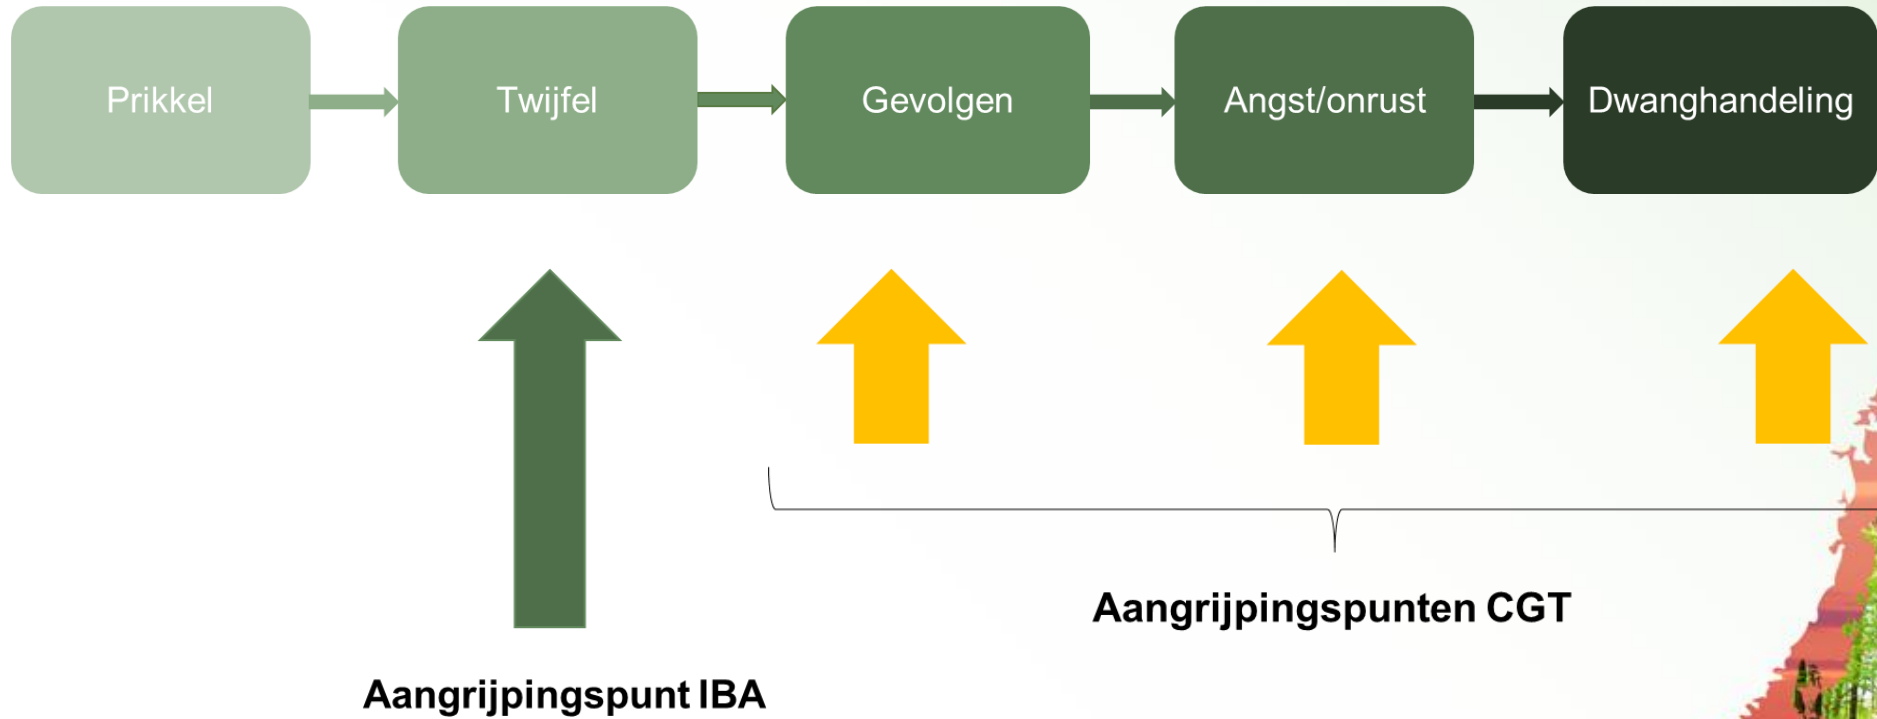 Prikkel
Twijfel
Gevolgen
Angst/onrust
Dwanghandeling
Aangrijpingspunten CGT
Aangrijpingspunt IBA